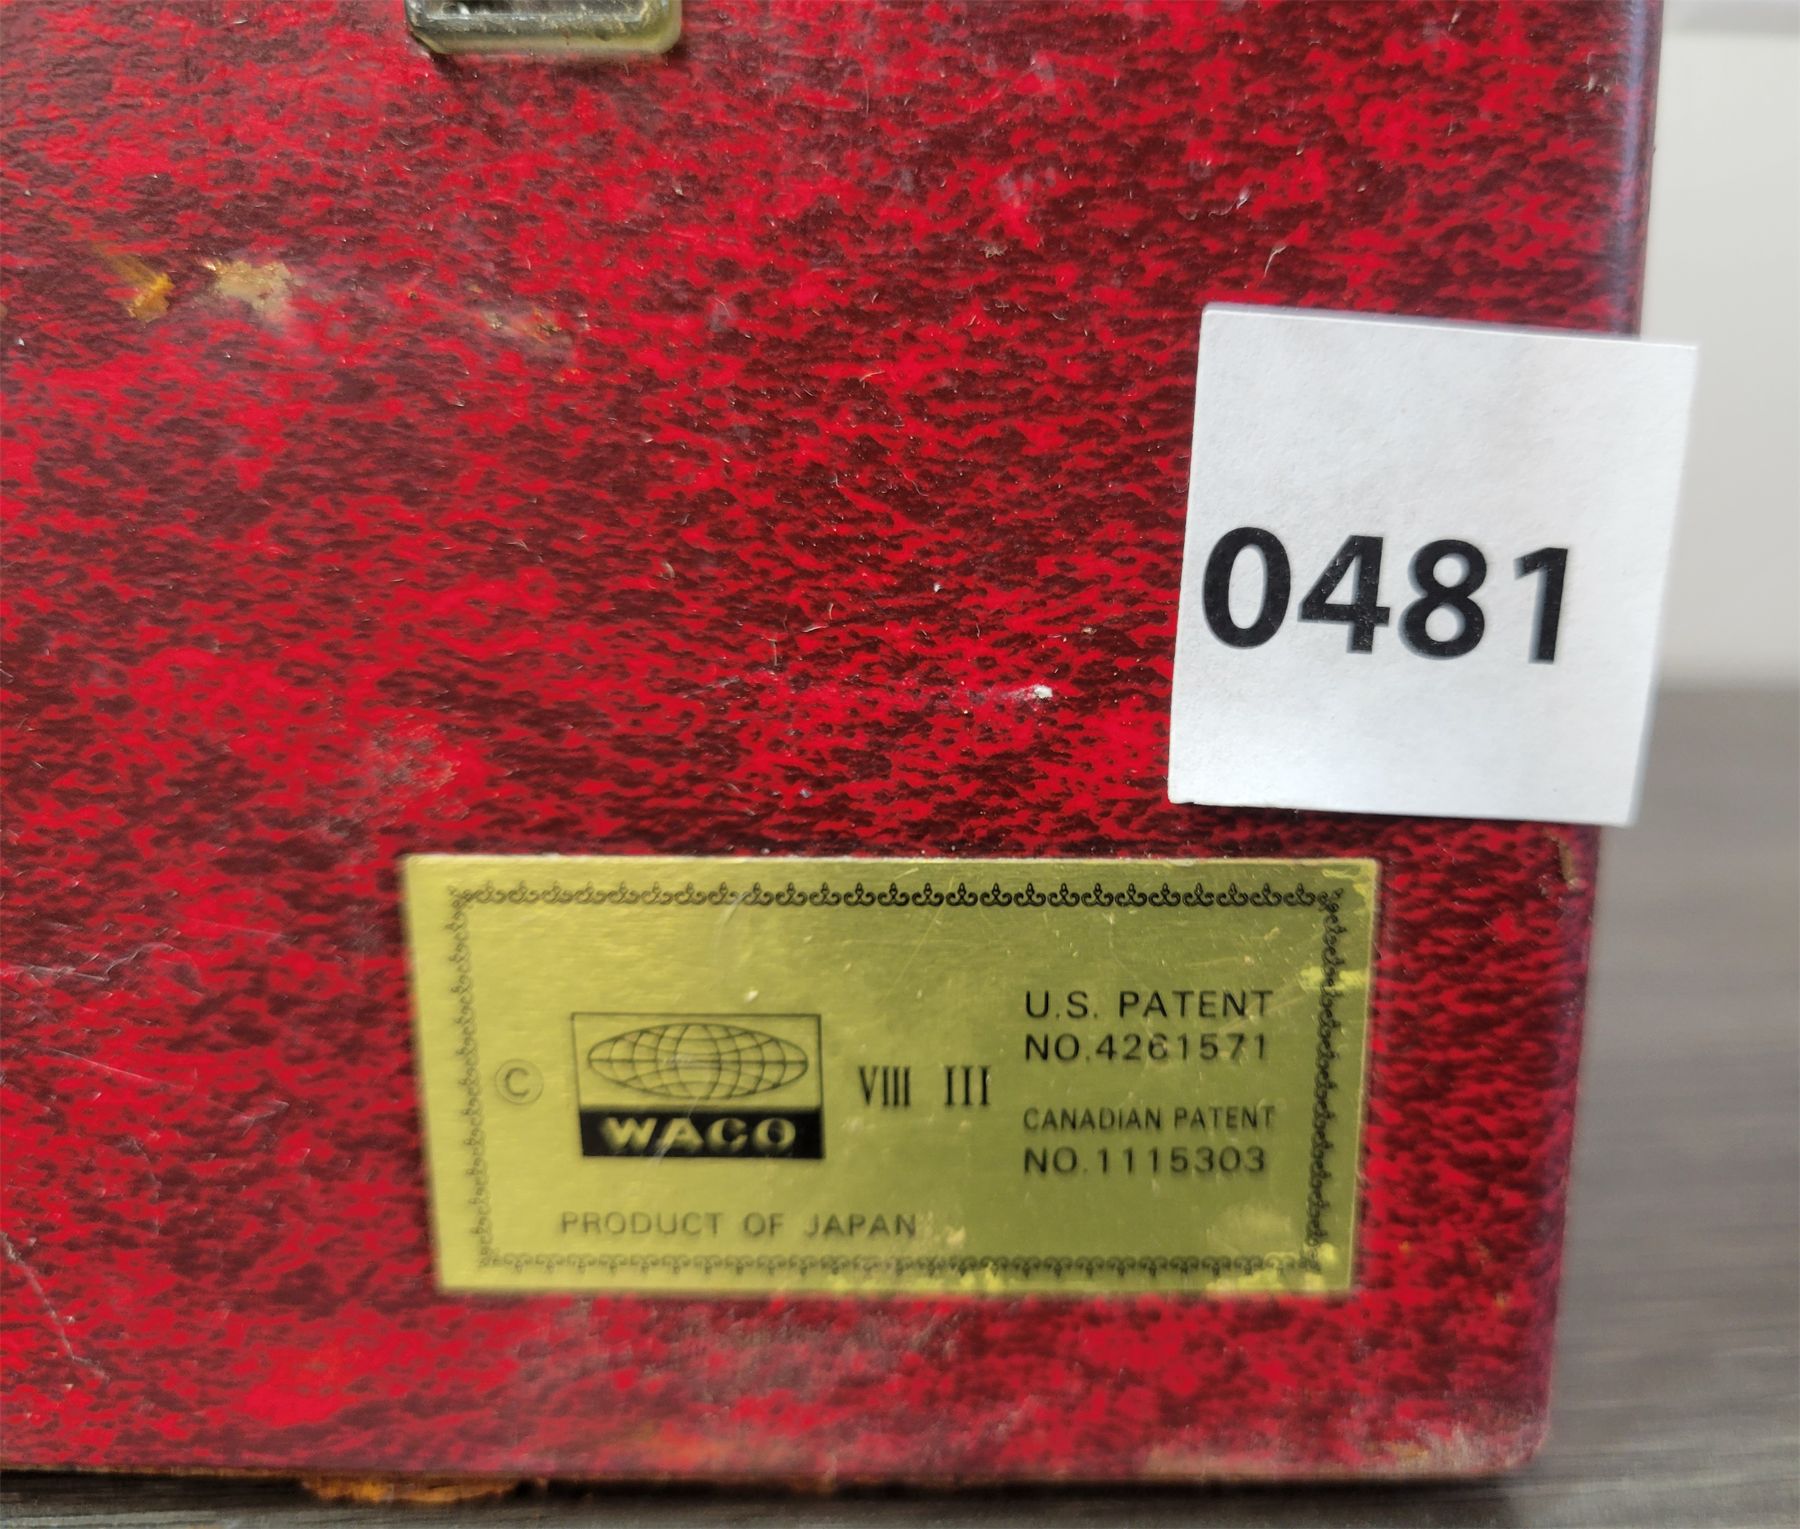 0481
U.S. PATENT
NO.4261571
©
WACO
VIII III
CANADIAN PATENT
NO.1115303
PRODUCT OF JAPAN